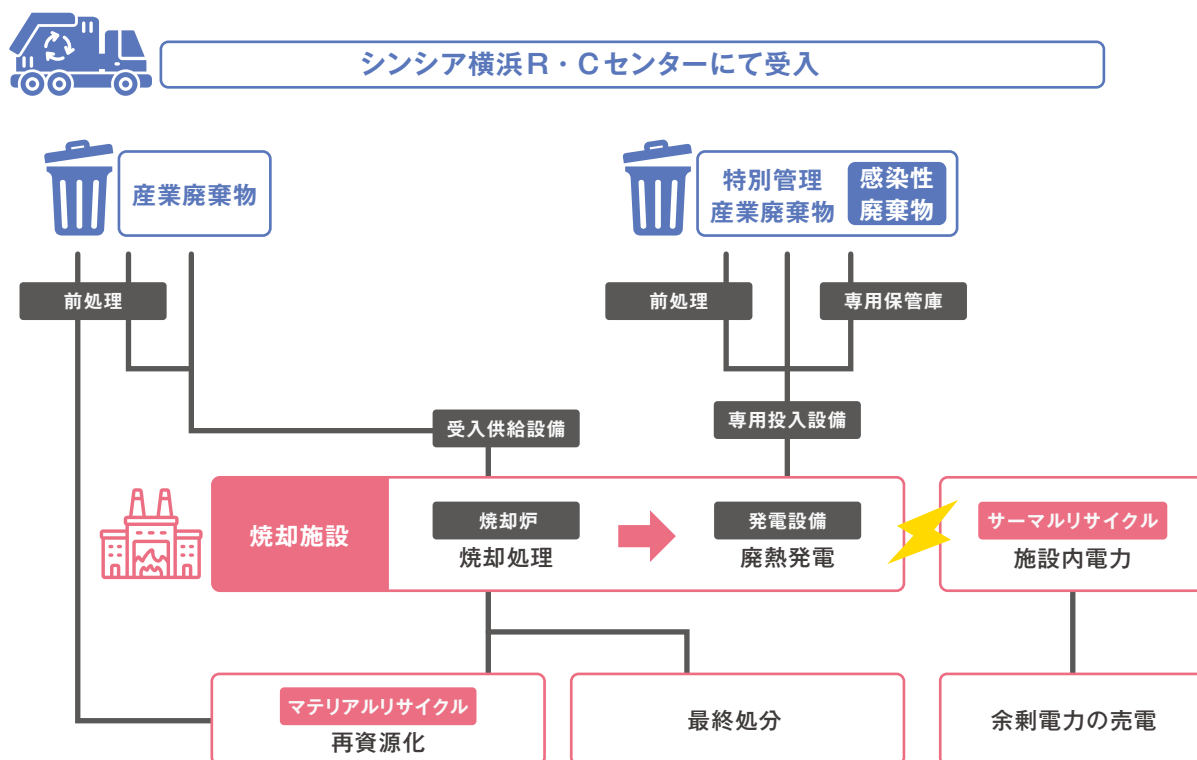 シンシア横浜R・Cセンターにて受入
産業廃棄物
特別管理
産業廃棄物
感染性
廃棄物
前処理
前処理
専用保管庫
受入供給設備
専用投入設備
焼却施設
焼却炉
焼却処理
発電設備
廃熱発電
サーマルリサイクル
施設内電力
マテリアルリサイクル
再資源化
最終処分
余剰電力の売電